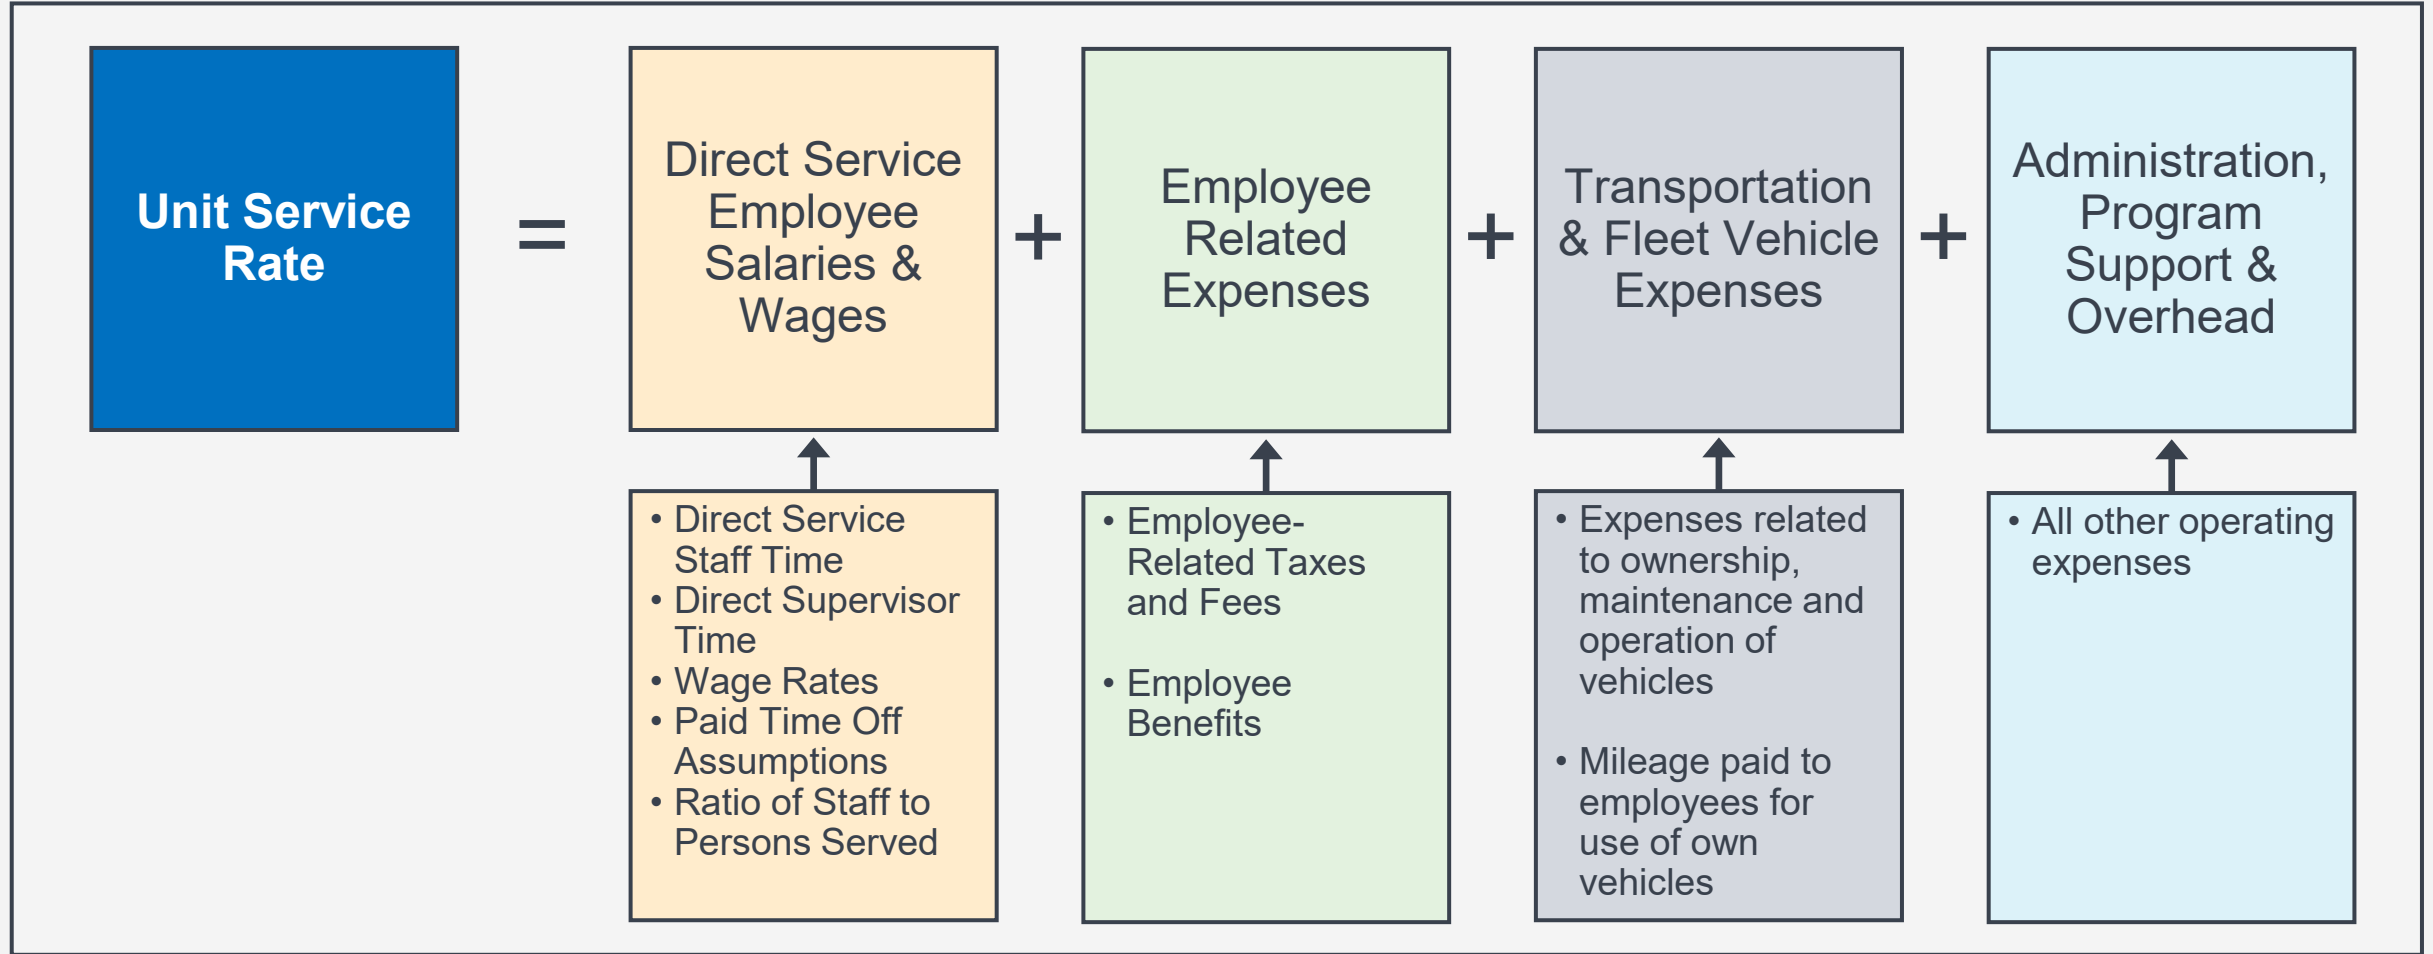 Unit Service
Rate
=
Direct Service
Employee
Salaries &
Wages
+
Employee
Related
Expenses
+
Transportation
& Fleet Vehicle
Expenses
+
Administration,
Program
Support &
Overhead
• Direct Service
Staff Time
• Direct Supervisor
Time
• Wage Rates
• Paid Time Off
Assumptions
• Ratio of Staff to
Persons Served
• Employee-
Related Taxes
and Fees
• Employee
Benefits
• Expenses related
to ownership,
maintenance and
operation of
vehicles
• Mileage paid to
employees for
use of own
vehicles
• All other operating
expenses